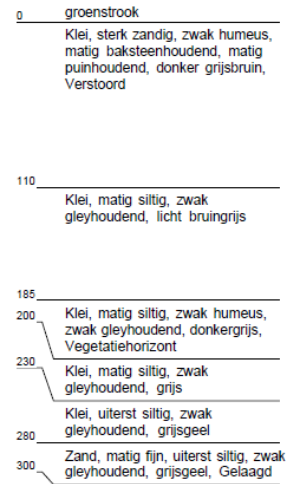 0 groenstrook
Klei, sterk zandig, zwak humeus,
matig baksteenhoudend, matig
puinhoudend, donker grijsbruin,
Verstoord
110
Klei, matig siltig, zwak
gleyhoudend, licht bruingrijs
185
200 Klei, matig siltig, zwak humeus,
zwak gleyhoudend, donkergrijs,
Vegetatiehorizont
230
Klei, matig siltig, zwak
gleyhoudend, grijs
Klei, uiterst siltig, zwak
280 gleyhoudend, grijsgeel
Zand, matig fijn, uiterst siltig, zwak
300 gleyhoudend, grijsgeel, Gelaagd